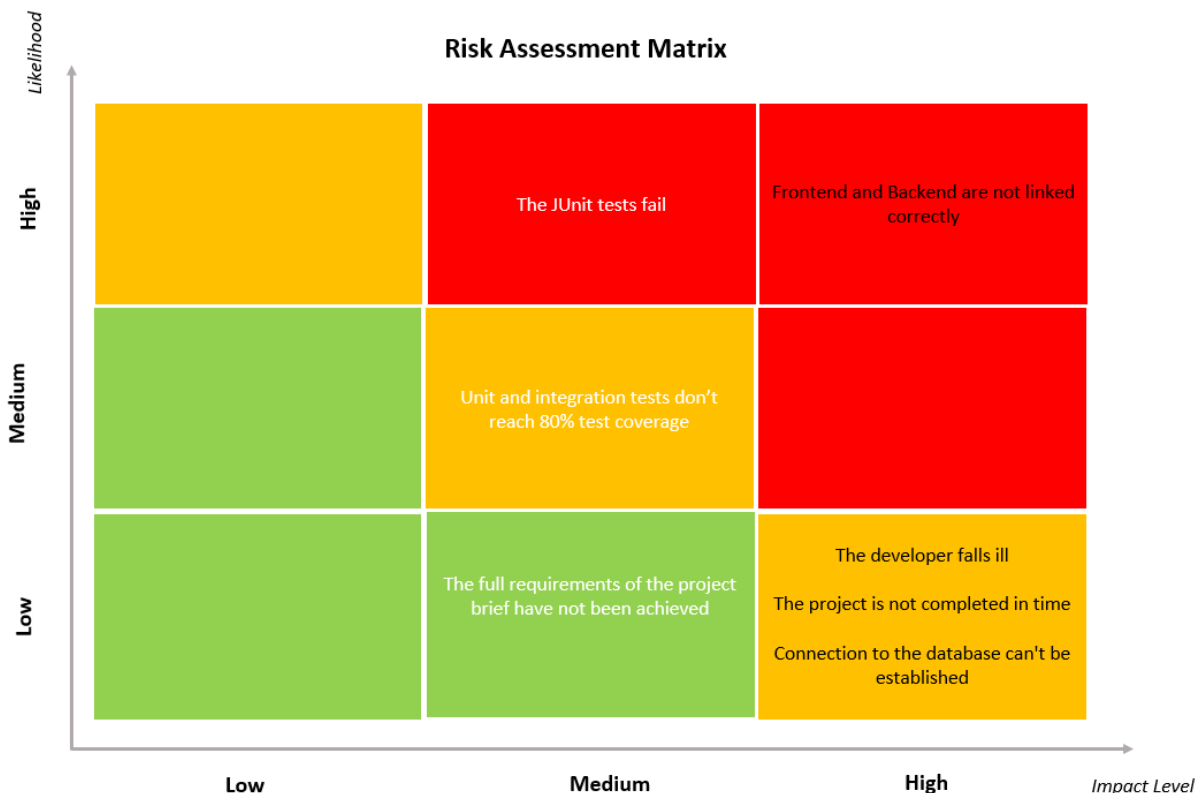 Likelihood
Risk Assessment Matrix
High
The JUnit tests fail
Frontend and Backend are not linked
correctly
Medium
Unit and integration tests don’t
reach 80% test coverage
Low
The full requirements of the project
brief have not been achieved
The developer falls ill
The project is not completed in time
Connection to the database can't be
established
Low
Medium
High
Impact Level